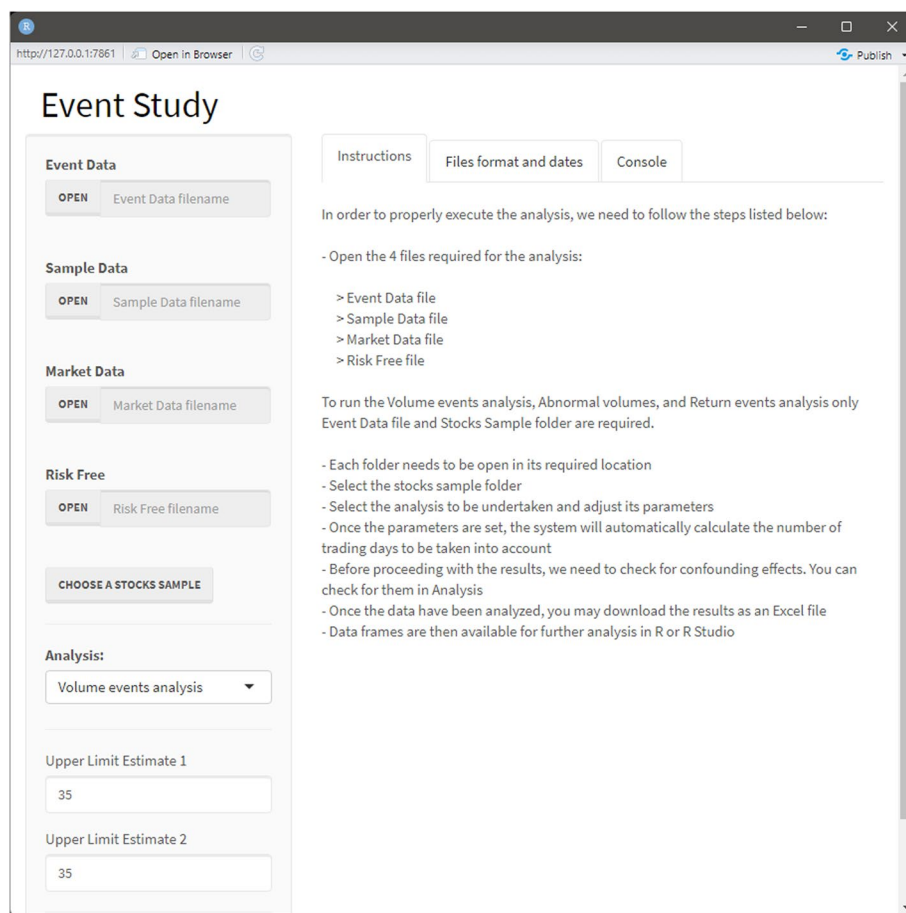 R
http://127.0.0.1:7861 Open in Browser Publish
Event Study
Event Data
OPEN Event Data filename
Sample Data
OPEN Sample Data filename
Market Data
OPEN Market Data filename
Risk Free
OPEN Risk Free filename
CHOOSE A STOCKS SAMPLE
Analysis:
Volume events analysis
Upper Limit Estimate 1
35
Upper Limit Estimate 2
35
Instructions Files format and dates Console
In order to properly execute the analysis, we need to follow the steps listed below:
- Open the 4 files required for the analysis:
> Event Data file
> Sample Data file
> Market Data file
> Risk Free file
To run the Volume events analysis, Abnormal volumes, and Return events analysis only
Event Data file and Stocks Sample folder are required.
- Each folder needs to be open in its required location
- Select the stocks sample folder
- Select the analysis to be undertaken and adjust its parameters
- Once the parameters are set, the system will automatically calculate the number of
trading days to be taken into account
- Before proceeding with the results, we need to check for confounding effects. You can
check for them in Analysis
- Once the data have been analyzed, you may download the results as an Excel file
- Data frames are then available for further analysis in R or R Studio